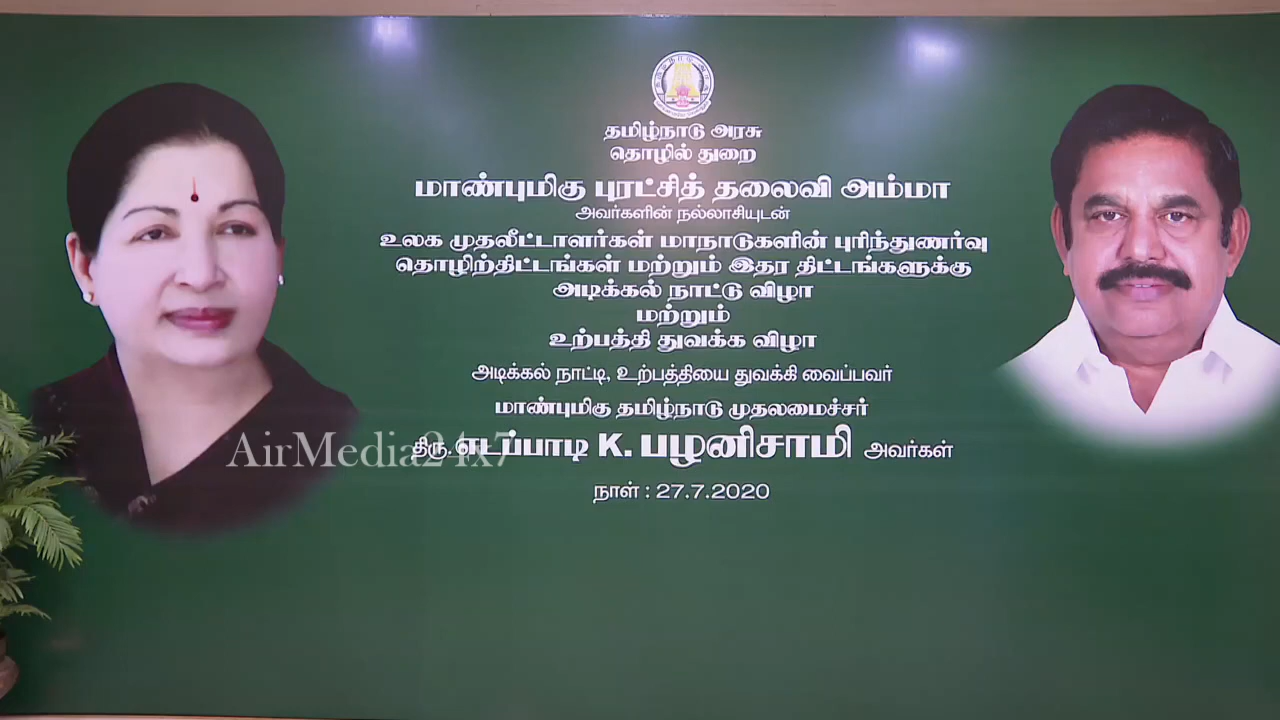 தமிழ்நாடு அரசு
தொழில் துறை
மாண்புமிகு புரட்சித் தலைவி அம்மா
அவர்களின் நல்லாசியுடன்
உலக முதலீட்டாளர்கள் மாநாடுகளின் புரிந்துணர்வு
தொழிற்திட்டங்கள் மற்றும் இதர திட்டங்களுக்கு
அடிக்கல் நாட்டு விழா
மற்றும்
உற்பத்தி துவக்க விழா
அடிக்கல் நாட்டி, உற்பத்தியை துவக்கி வைப்பவர்
மாண்புமிகு தமிழ்நாடு முதலமைச்சர்
திரு. எடப்பாடி K. பழனிசாமி அவர்கள்
AirMedia24x7
நாள் : 27.7.2020